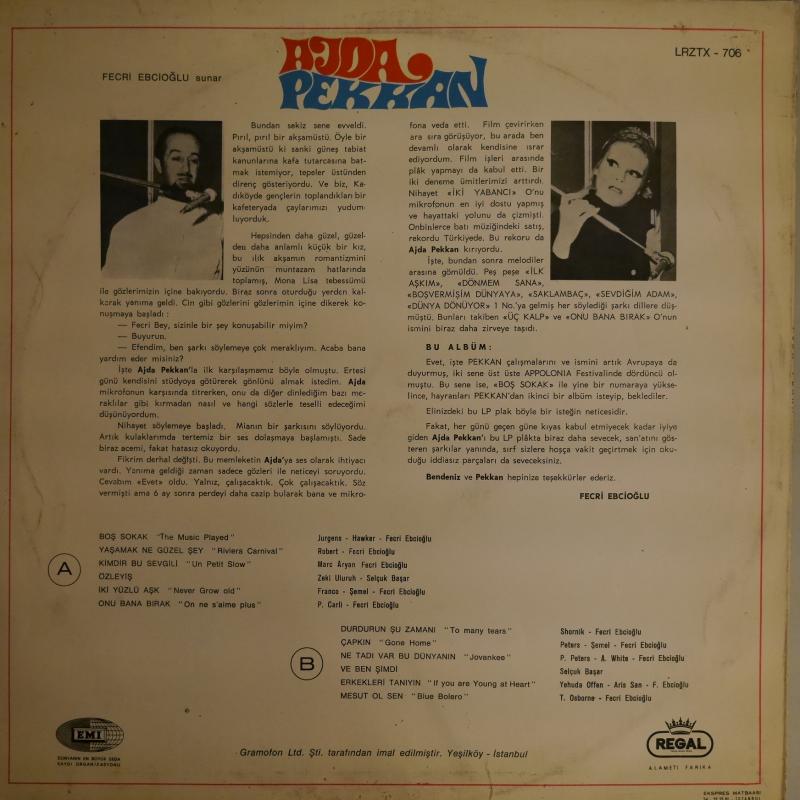 FECRİ EBCİOĞLU sunar
AJDA
PEKKAN
LRZTX - 706
Bundan sekiz sene evveldi.
Pırıl, pırıl bir akşamüstü. Öyle bir
akşamüstü ki sanki güneş tabiat
kanunlarına kafa tutarcasına bat-
mak istemiyor, tepeler üstünden
direnç gösteriyordu. Ve biz, Ka-
dıköyde gençlerin toplandıkları bir
kafeteryada çaylarımızı yudum-
luyorduk.
Hepsinden daha güzel, güzel-
den daha anlamlı küçük bir kız,
bu ılık akşamın romantizmini
yüzünün muntazam hatlarında
toplamış, Mona Lisa tebessümü
ile gözlerimizin içine bakıyordu. Biraz sonra oturduğu yerden kal-
karak yanıma geldi. Cin gibi gözlerini gözlerimin içine dikerek ko-
nuşmaya başladı :
— Fecri Bey, sizinle bir şey konuşabilir miyim?
— Buyurun.
— Efendim, ben şarkı söylemeye çok meraklıyım. Acaba bana
yardım eder misiniz?
İşte Ajda Pekkan'la ilk karşılaşmamız böyle olmuştu. Ertesi
günü kendisini stüdyoya götürerek gönlünü almak istedim. Ajda
mikrofonun karşısında titrerken, onu da diğer dinlediğim bazı me-
raklılar gibi kırmadan nasıl ve hangi sözlerle teselli edeceğimi
düşünüyordum.
Nihayet söylemeye başladı. Mianın bir şarkısını söylüyordu.
Artık kulaklarımda tertemiz bir ses dolaşmaya başlamıştı. Sade
biraz acemi, fakat hatasız okuyordu.
Fikrim derhal değişti. Bu memleketin Ajda'ya ses olarak ihtiyacı
vardı. Yanıma geldiği zaman sadece gözleri ile neticeyi soruyordu.
Cevabım «Evet» oldu. Yalnız, çalışacaktık. Çok çalışacaktık. Söz
vermişti ama 6 ay sonra perdeyi daha cazip bularak bana ve mikro-
fona veda etti. Film çevirirken
ara sıra görüşüyor, bu arada ben
devamlı olarak kendisine ısrar
ediyordum. Film işleri arasında
plâk yapmayı da kabul etti. Bir
iki deneme ümitlerimizi arttırdı.
Nihayet «İKİ YABANCI» O'nu
mikrofonun en iyi dostu yapmış
ve hayattaki yolunu da çizmişti.
Onbinlerce batı müziğindeki satış,
rekordu Türkiyede. Bu rekoru da
Ajda Pekkan kırıyordu.
İşte, bundan sonra melodiler
arasına gömüldü. Peş peşe «İLK
AŞKIM», «DÖNMEM SANA»,
«BOŞVERMİŞİM DÜNYAYA», «SAKLAMBAÇ», «SEVDİĞİM ADAM»,
«DÜNYA DÖNÜYOR» 1 No.'ya gelmiş her söylediği şarkı dillere düş-
müştü. Bunları takiben «ÜÇ KALP» ve «ONU BANA BIRAK» O'nun
ismini biraz daha zirveye taşıdı.
BU ALBÜM :
Evet, işte PEKKAN çalışmalarını ve ismini artık Avrupaya da
duyurmuş, iki sene üst üste APPOLONIA Festivalinde dördüncü ol-
muştu. Bu sene ise, «BOŞ SOKAK» ile yine bir numaraya yükse-
lince, hayranları PEKKAN'dan ikinci bir albüm isteyip, beklediler.
Elinizdeki bu LP plak böyle bir isteğin neticesidir.
Fakat, her günü geçen güne kıyas kabul etmiyecek kadar iyiye
giden Ajda Pekkan'ı bu LP plâkta biraz daha sevecek, san'atını gös-
teren şarkılar yanında, sırf sizlere hoşça vakit geçirtmek için oku-
duğu iddiasız parçaları da seveceksiniz.
Bendeniz ve Pekkan hepinize teşekkürler ederiz.
FECRİ EBCİOĞLU
A
BOŞ SOKAK "The Music Played" Jurgens - Hawker - Fecri Ebcioğlu
YAŞAMAK NE GÜZEL ŞEY "Riviera Carnival" Robert - Fecri Ebcioğlu
KİMDİR BU SEVGİLİ "Un Petit Slow" Marc Aryan Fecri Ebcioğlu
ÖZLEYİŞ Zeki Uluruh - Selçuk Başar
İKİ YÜZLÜ AŞK "Never Grow old" Franco - Şemel - Fecri Ebcioğlu
ONU BANA BIRAK "On ne s'aime plus" P. Carli - Fecri Ebcioğlu
B
DURDURUN ŞU ZAMANI "To many tears" Shornik - Fecri Ebcioğlu
ÇAPKIN "Gone Home" Peters - Şemel - Fecri Ebcioğlu
NE TADI VAR BU DÜNYANIN "Jovankee" P. Peters - A. White - Fecri Ebcioğlu
VE BEN ŞİMDİ Selçuk Başar
ERKEKLERİ TANIYIN "If you are Young at Heart" Yehuda Offen - Aris San - F. Ebcioğlu
MESUT OL SEN "Blue Bolero" T. Osborne - Fecri Ebcioğlu
EMI
DÜNYANIN EN BÜYÜK SEDA
KAYDI ORGANİZASYONU
Gramofon Ltd. Şti. tarafından imal edilmiştir. Yeşilköy - İstanbul
REGAL
ALAMETİ FARİKA
EKSPRES MATBAASI